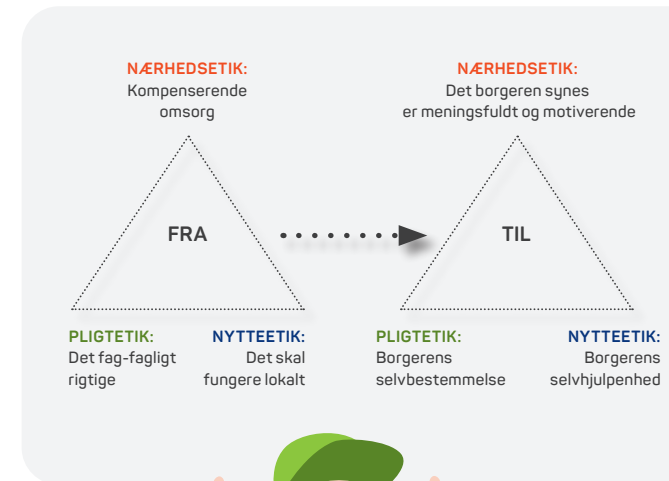 NÆRHEDSETIK:
Kompenserende
omsorg
FRA
PLIGTETIK:
Det fag-fagligt
rigtige
NYTTEETIK:
Det skal
fungere lokalt
NÆRHEDSETIK:
Det borgeren synes
er meningsfuldt og motiverende
TIL
PLIGTETIK:
Borgerens
selvbestemmelse
NYTTEETIK:
Borgerens
selvhjulpenhed